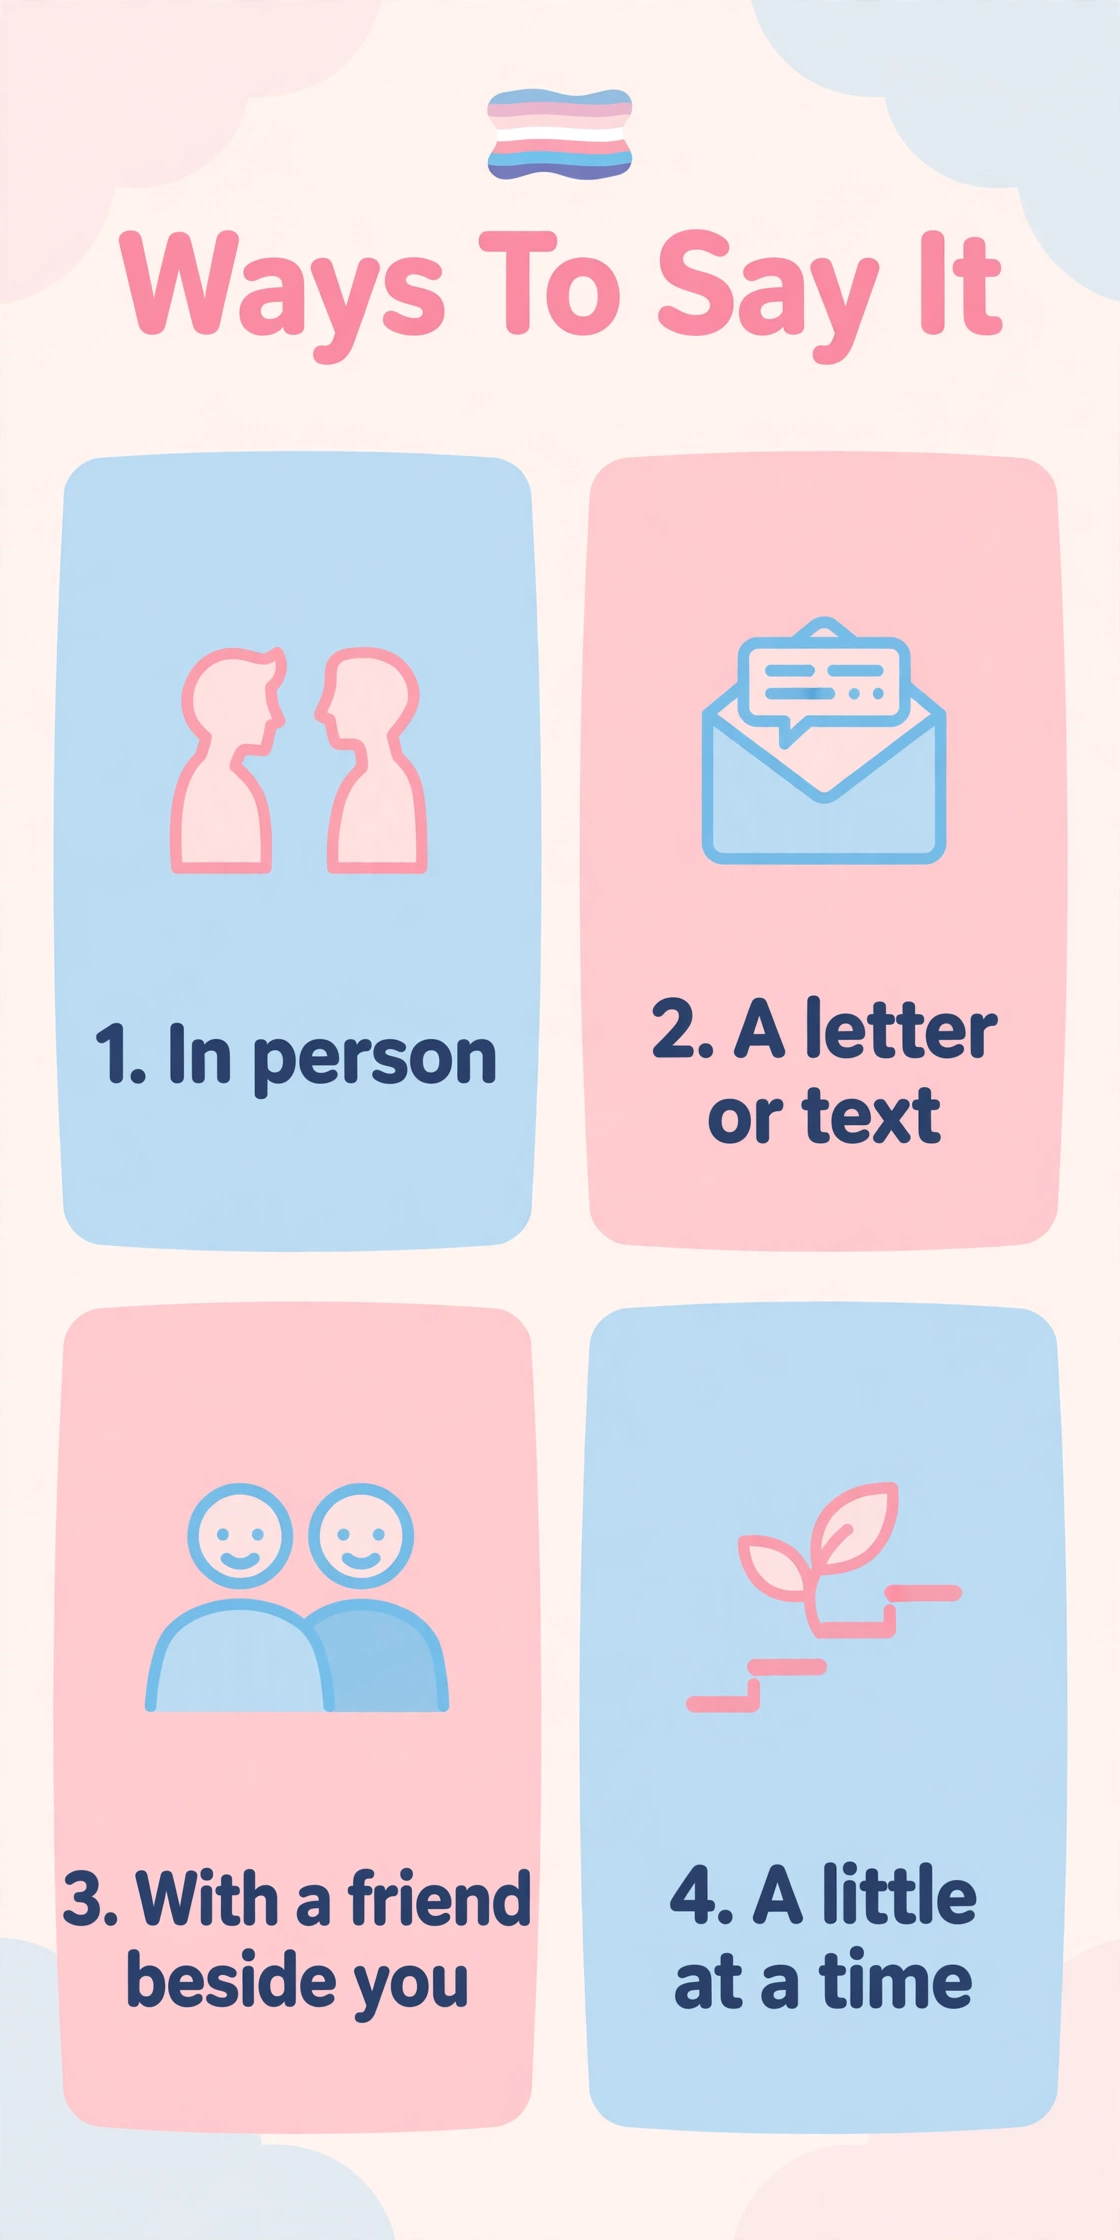 Ways To Say It
1. In person
2. A letter
or text
3. With a friend
beside you
4. A little
at a time